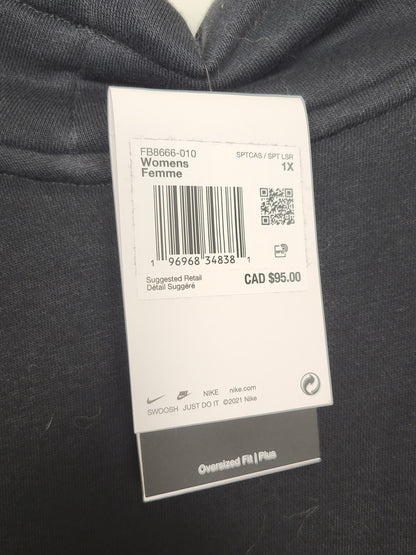 FB8666-010 SPTCAS / SPT LSR
Womens 1X
Femme
1 96968 34838 1
Suggested Retail
Détail Suggéré
CAD $95.00
NIKE nike.com
SWOOSH JUST DO IT ©2021 Nike
Oversized Fit | Plus